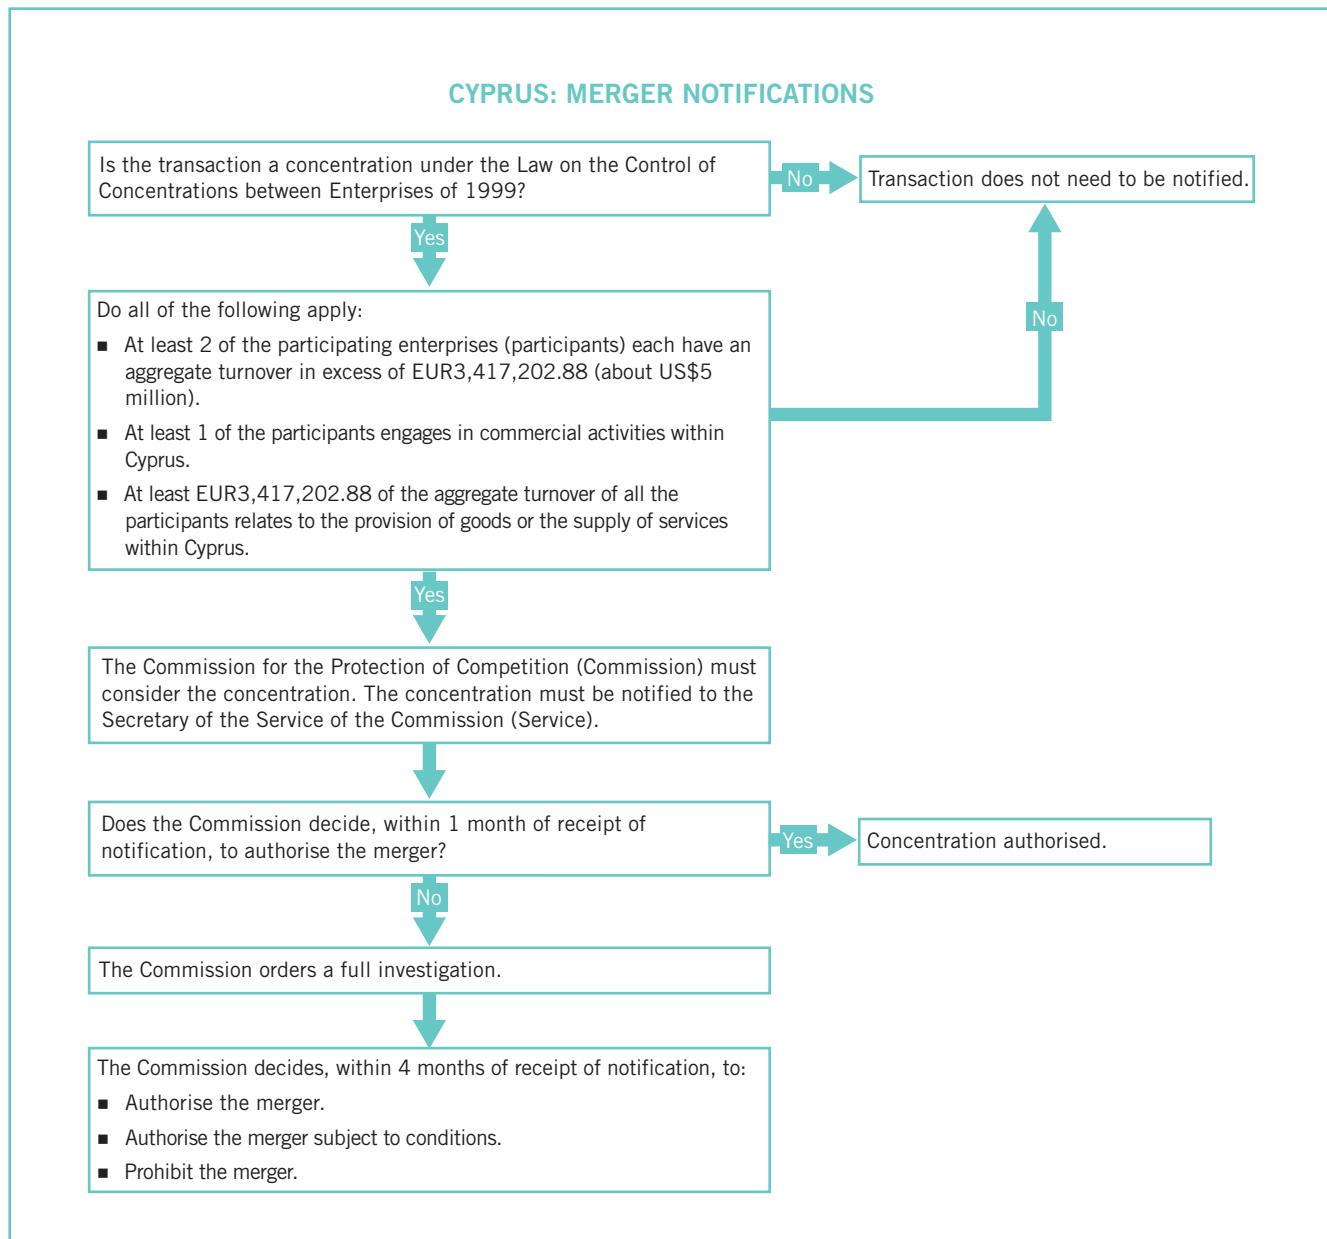 CYPRUS: MERGER NOTIFICATIONS
Is the transaction a concentration under the Law on the Control of
Concentrations between Enterprises of 1999?
No
Transaction does not need to be notified.
Yes
Do all of the following apply:
■ At least 2 of the participating enterprises (participants) each have an
aggregate turnover in excess of EUR3,417,202.88 (about US$5
million).
■ At least 1 of the participants engages in commercial activities within
Cyprus.
■ At least EUR3,417,202.88 of the aggregate turnover of all the
participants relates to the provision of goods or the supply of services
within Cyprus.
No
Yes
The Commission for the Protection of Competition (Commission) must
consider the concentration. The concentration must be notified to the
Secretary of the Service of the Commission (Service).
Does the Commission decide, within 1 month of receipt of
notification, to authorise the merger?
Yes
Concentration authorised.
No
The Commission orders a full investigation.
The Commission decides, within 4 months of receipt of notification, to:
■ Authorise the merger.
■ Authorise the merger subject to conditions.
■ Prohibit the merger.